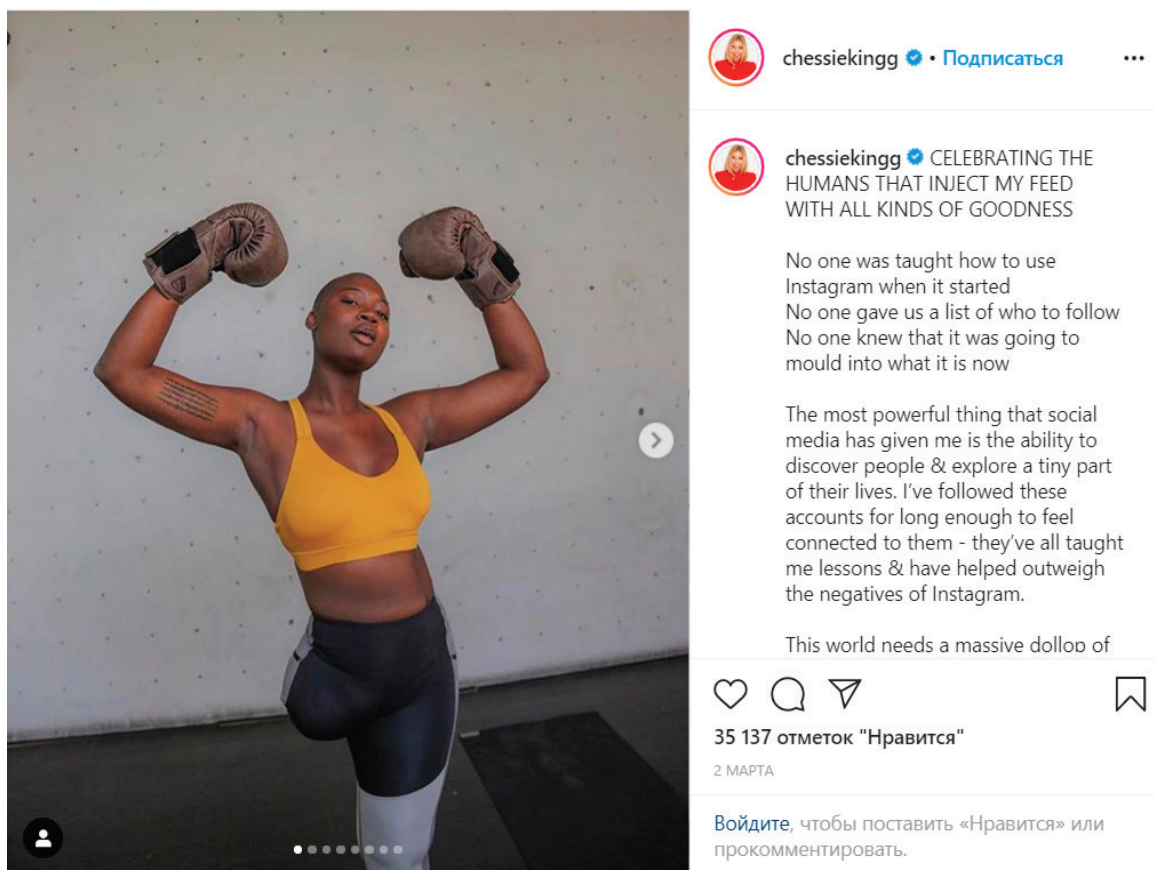 chessiekingg • Подписаться
chessiekingg CELEBRATING THE
HUMANS THAT INJECT MY FEED
WITH ALL KINDS OF GOODNESS
No one was taught how to use
Instagram when it started
No one gave us a list of who to follow
No one knew that it was going to
mould into what it is now
The most powerful thing that social
media has given me is the ability to
discover people & explore a tiny part
of their lives. I've followed these
accounts for long enough to feel
connected to them - they've all taught
me lessons & have helped outweigh
the negatives of Instagram.
This world needs a massive dollop of
35 137 отметок "Нравится"
2 МАРТА
Войдите, чтобы поставить «Нравится» или
прокомментировать.